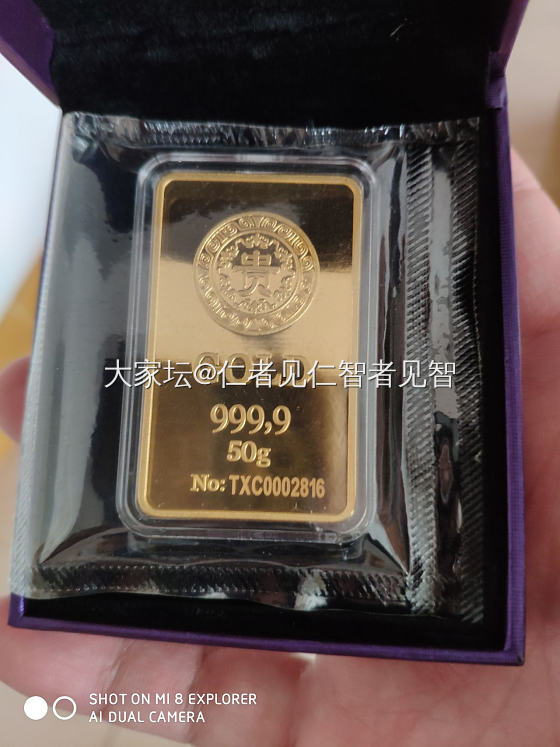 贵
GOLD
大家坛@仁者见仁智者见智
999,9
50g
No: TXC0002816
SHOT ON MI 8 EXPLORER
AI DUAL CAMERA